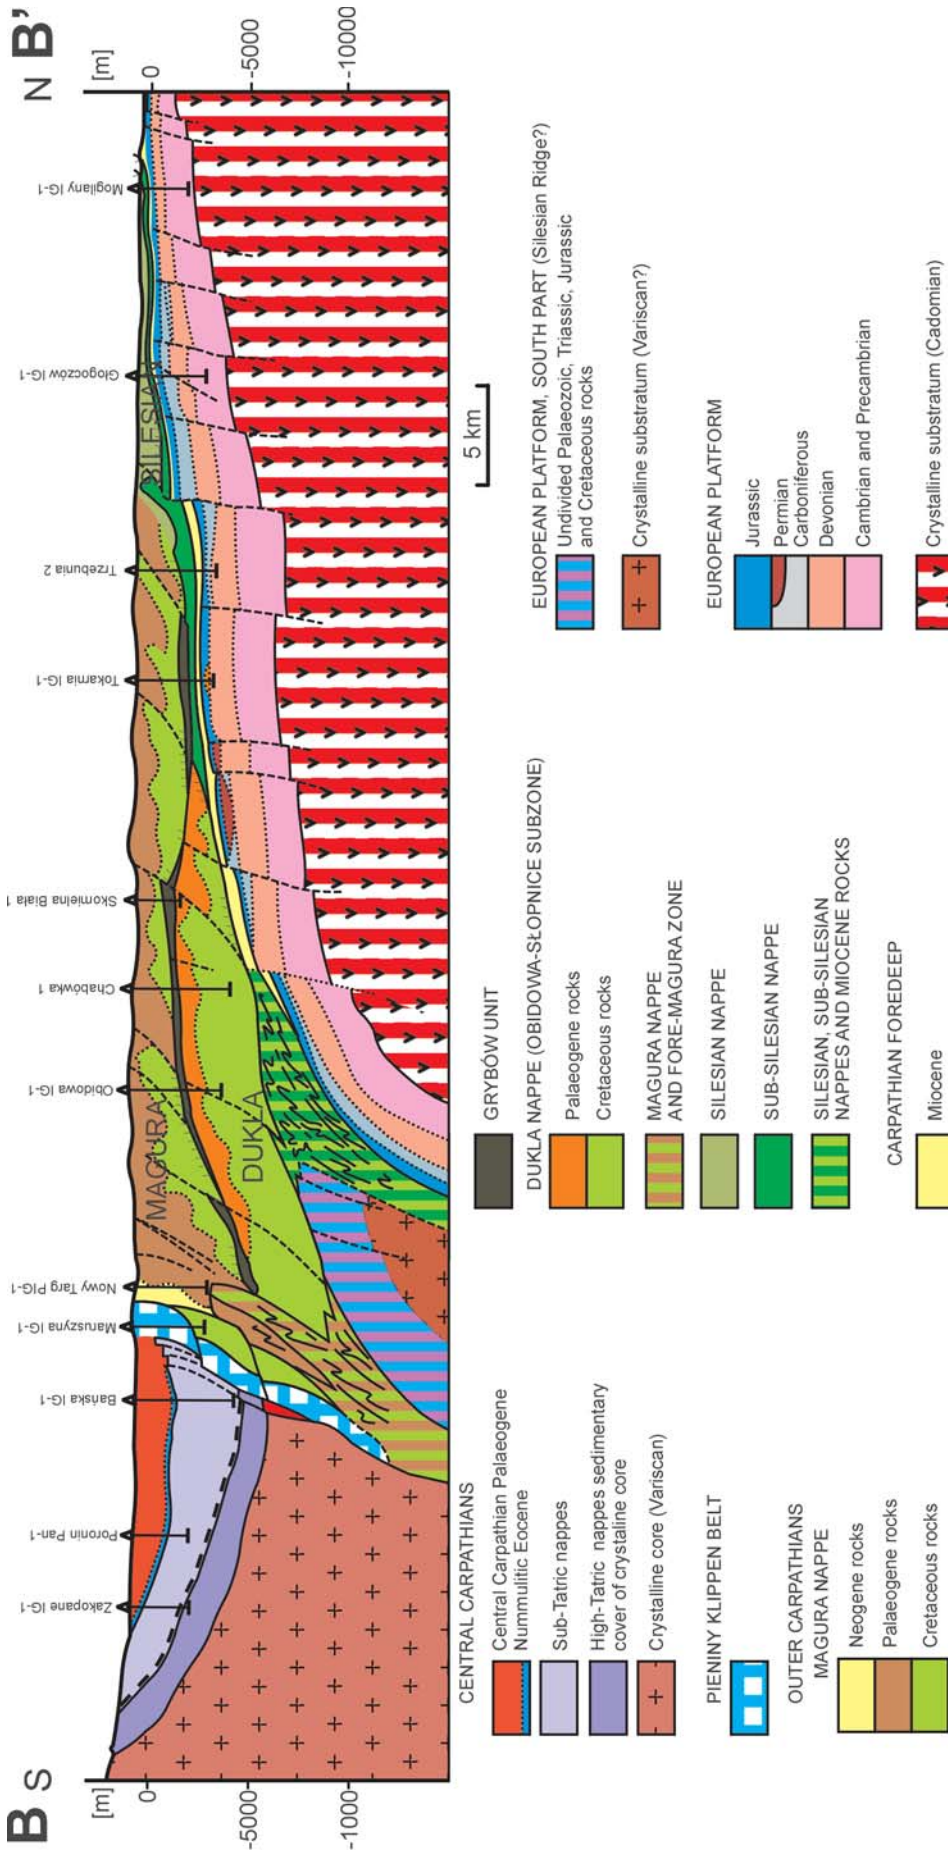 B
S
N
B'
[m]
0
-5000
-1000
[m]
0
-5000
-10000
Zakopane IG-1
Poronin Pan-1
Bańska IG-1
Maruszyna IG-1
Nowy Targ PIG-1
Obidowa IG-1
Chabówka 1
Skomielna Biała 1
Tokarnia IG-1
Trzebunia 2
Głogoczów IG-1
Mogilany IG-1
MAGURA
DUKLA
SILESIAN
5 km
CENTRAL CARPATHIANS
Central Carpathian Palaeogene
Nummulitic Eocene
Sub-Tatric nappes
High-Tatric nappes sedimentary
cover of crystaline core
Crystalline core (Variscan)
PIENINY KLIPPEN BELT
OUTER CARPATHIANS
MAGURA NAPPE
Neogene rocks
Palaeogene rocks
Cretaceous rocks
GRYBÓW UNIT
DUKLA NAPPE (OBIDOWA-SŁOPNICE SUBZONE)
Palaeogene rocks
Cretaceous rocks
MAGURA NAPPE
AND FORE-MAGURA ZONE
SILESIAN NAPPE
SUB-SILESIAN NAPPE
SILESIAN, SUB-SILESIAN
NAPPES AND MIOCENE ROCKS
CARPATHIAN FOREDEEP
Miocene
EUROPEAN PLATFORM, SOUTH PART (Silesian Ridge?)
Undivided Palaeozoic, Triassic, Jurassic
and Cretaceous rocks
Crystalline substratum (Variscan?)
EUROPEAN PLATFORM
Jurassic
Permian
Carboniferous
Devonian
Cambrian and Precambrian
Crystalline substratum (Cadomian)